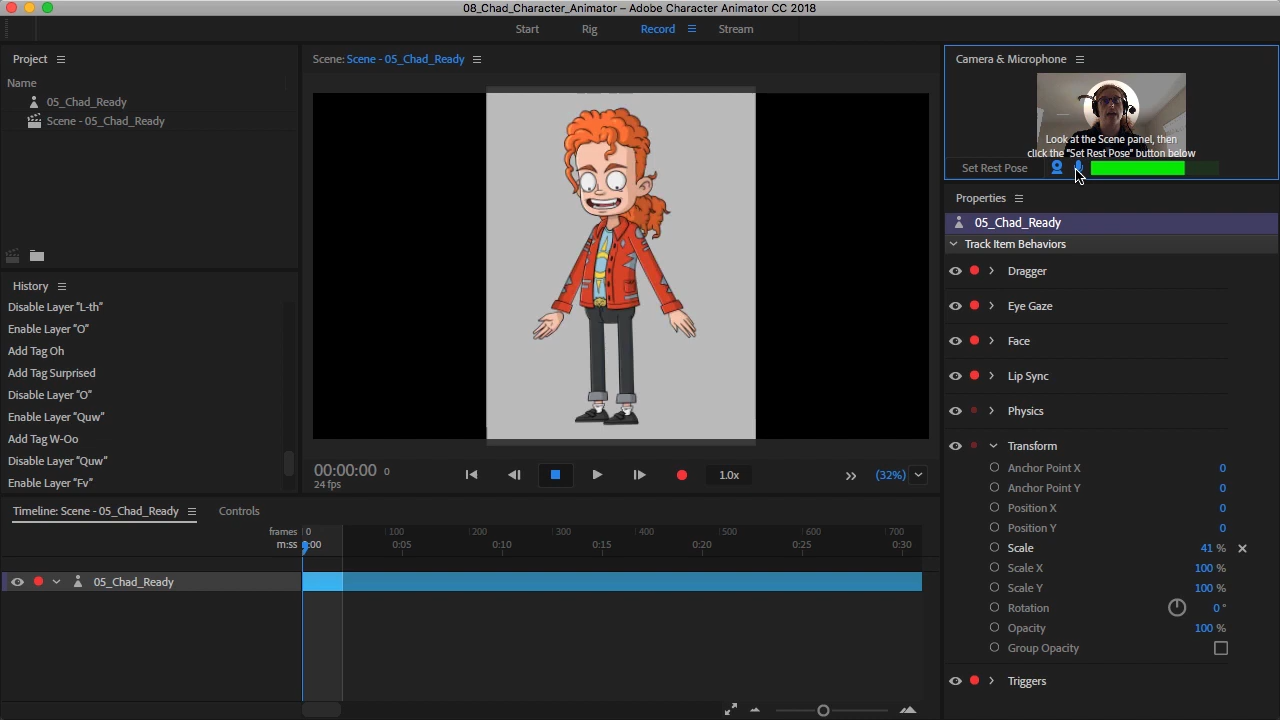 08_Chad_Character_Animator – Adobe Character Animator CC 2018
Start Rig Record Stream
Project
Name
05_Chad_Ready
Scene - 05_Chad_Ready
History
Disable Layer "L-th"
Enable Layer "O"
Add Tag Oh
Add Tag Surprised
Disable Layer "O"
Enable Layer "Quw"
Add Tag W-Oo
Disable Layer "Quw"
Enable Layer "Fv"
Scene: Scene - 05_Chad_Ready
00:00:00 0
24 fps
1.0x
(32%)
Camera & Microphone
Look at the Scene panel, then
click the "Set Rest Pose" button below
Set Rest Pose
Properties
05_Chad_Ready
Track Item Behaviors
Dragger
Eye Gaze
Face
Lip Sync
Physics
Transform
Anchor Point X 0
Anchor Point Y 0
Position X 0
Position Y 0
Scale 41 %
Scale X 100 %
Scale Y 100 %
Rotation 0 °
Opacity 100 %
Group Opacity
Triggers
Timeline: Scene - 05_Chad_Ready Controls
frames 0 100 200 300 400 500 600 700
m:ss 0:00 0:05 0:10 0:15 0:20 0:25 0:30
05_Chad_Ready